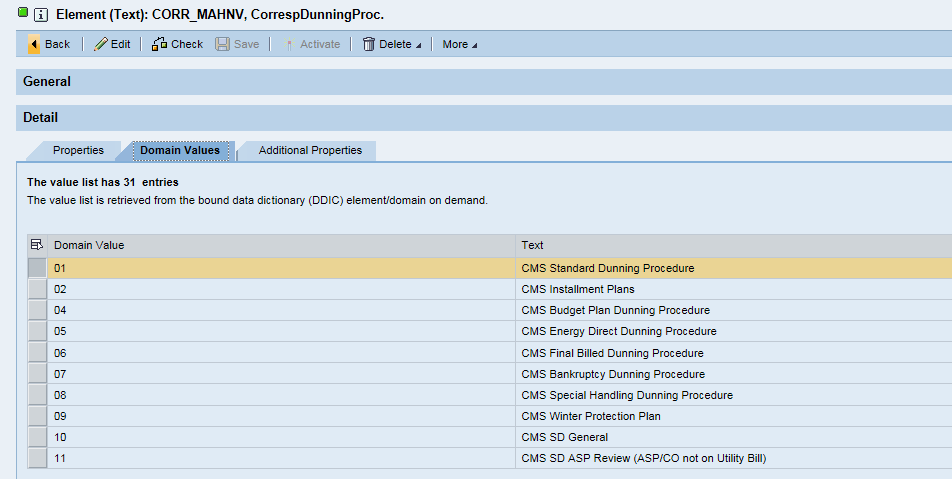 Element (Text): CORR_MAHNV, CorrespDunningProc.
Back Edit Check Save Activate Delete More
General
Detail
Properties Domain Values Additional Properties
The value list has 31 entries
The value list is retrieved from the bound data dictionary (DDIC) element/domain on demand.
Domain Value Text
01 CMS Standard Dunning Procedure
02 CMS Installment Plans
04 CMS Budget Plan Dunning Procedure
05 CMS Energy Direct Dunning Procedure
06 CMS Final Billed Dunning Procedure
07 CMS Bankruptcy Dunning Procedure
08 CMS Special Handling Dunning Procedure
09 CMS Winter Protection Plan
10 CMS SD General
11 CMS SD ASP Review (ASP/CO not on Utility Bill)